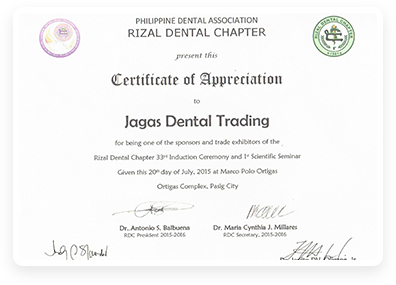 PHILIPPINE DENTAL ASSOCIATION
RIZAL DENTAL CHAPTER
present this
Certificate of Appreciation
to
Jagas Dental Trading
for being one of the sponsors and trade exhibitors of the
Rizal Dental Chapter 33rd Induction Ceremony and 1st Scientific Seminar
Given this 20th day of July, 2015 at Marco Polo Ortigas
Ortigas Complex, Pasig City
Dr. Antonio S. Balbuena
RDC President 2015-2016
Dr. Maria Cynthia J. Millares
RDC Secretary, 2015-2016